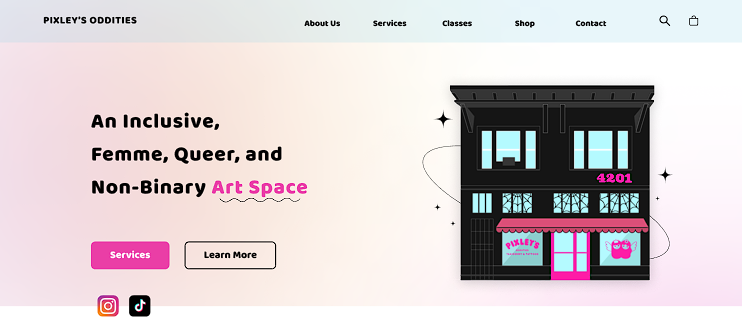 PIXLEY'S ODDITIES
About Us
Services
Classes
Shop
Contact
An Inclusive,
Femme, Queer, and
Non-Binary Art Space
4201
PIXLEY'S
Services
Learn More